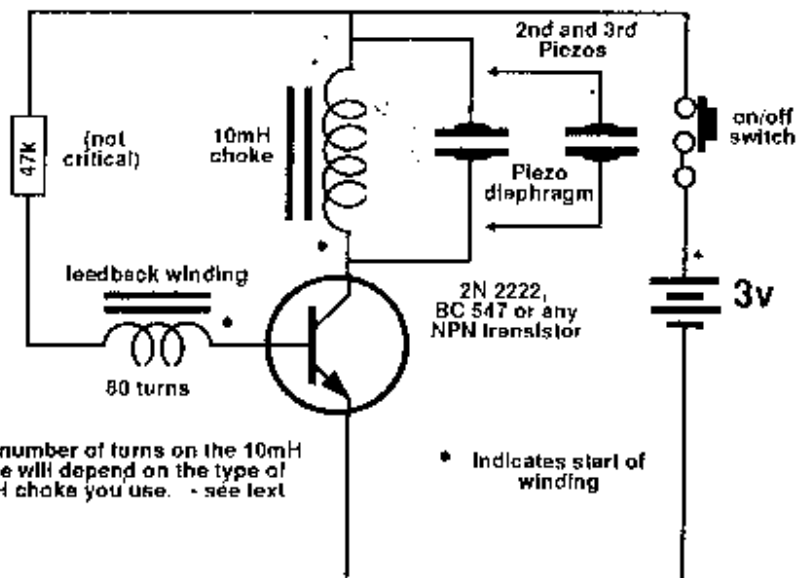 2nd and 3rd
Piezos
on/off
switch
47k
(not
critical)
10mH
choke
Piezo
diaphragm
feedback winding
2N 2222,
BC 547 or any
NPN transistor
3v
80 turns
number of turns on the 10mH
e will depend on the type of
H choke you use. - see text
• Indicates start of
winding